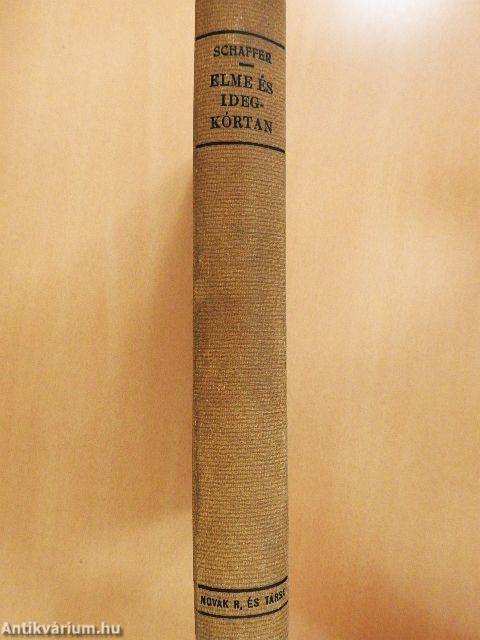 SCHAFFER
ELME ÉS
IDEG-
KÓRTAN
NOVÁK R. ÉS TÁRSA
Antikvárium.hu